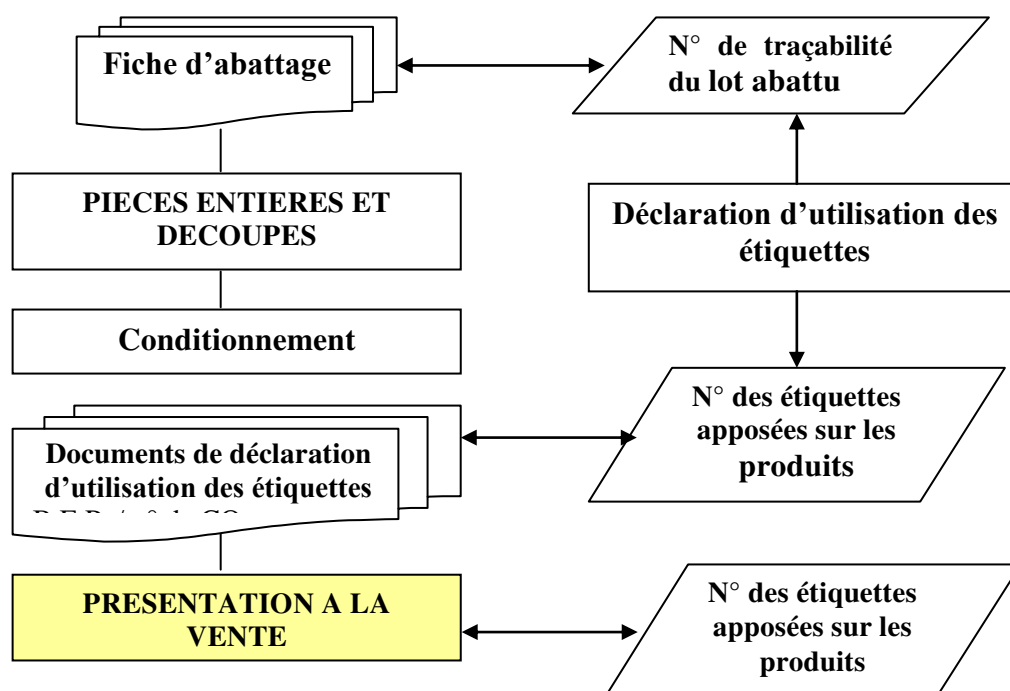 Fiche d'abattage
N° de traçabilité
du lot abattu
PIECES ENTIERES ET
DECOUPES
Déclaration d'utilisation des
étiquettes
Conditionnement
N° des étiquettes
apposées sur les
produits
Documents de déclaration
d'utilisation des étiquettes
PRESENTATION A LA
VENTE
N° des étiquettes
apposées sur les
produits